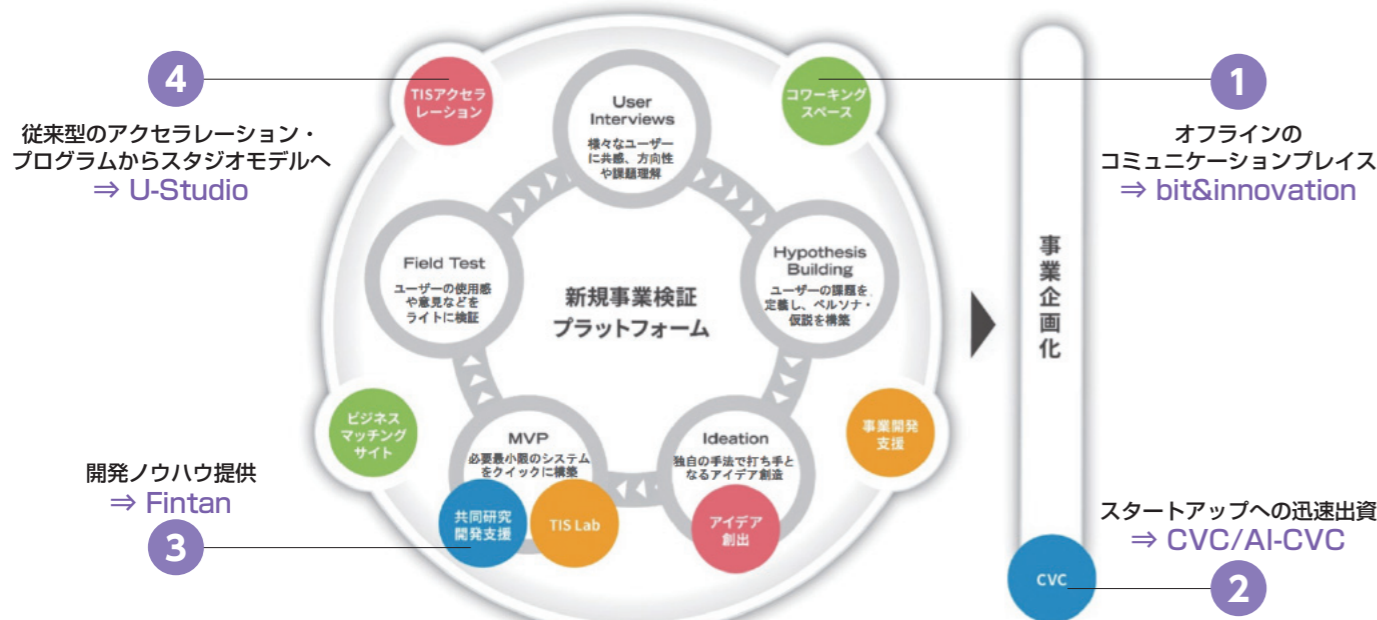 4
従来型のアクセラレーション・
プログラムからスタジオモデルへ
⇒ U-Studio
TISアクセラ
レーション
User
Interviews
様々なユーザー
に共感、方向性
や課題理解
コワーキング
スペース
1
オフラインの
コミュニケーションプレイス
⇒ bit&innovation
Field Test
ユーザーの使用感
や意見などを
ライトに検証
新規事業検証
プラットフォーム
Hypothesis
Building
ユーザーの課題を
定義し、ペルソナ・
仮説を構築
事業企画化
ビジネス
マッチング
サイト
MVP
必要最小限のシステム
をクイックに構築
共同研究
開発支援
TIS Lab
Ideation
独自の手法で打ち手と
なるアイデア創造
アイデア
創出
事業開発
支援
開発ノウハウ提供
⇒ Fintan
3
スタートアップへの迅速出資
⇒ CVC/AI-CVC
CVC
2